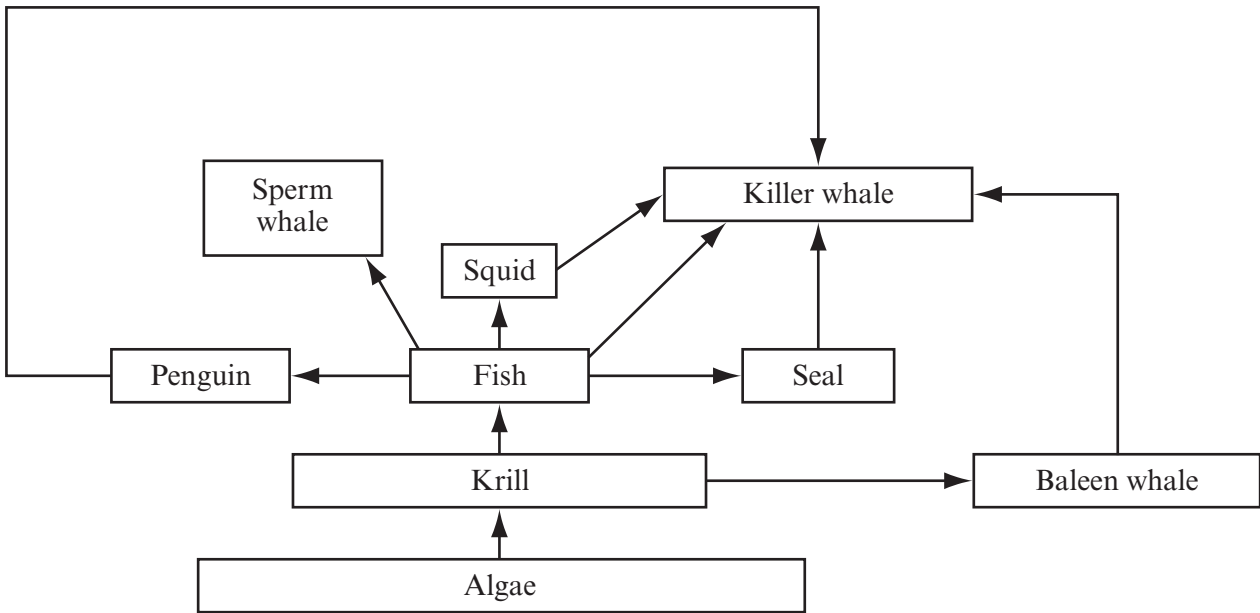 Sperm
whale
Killer whale
Squid
Penguin
Fish
Seal
Krill
Baleen whale
Algae